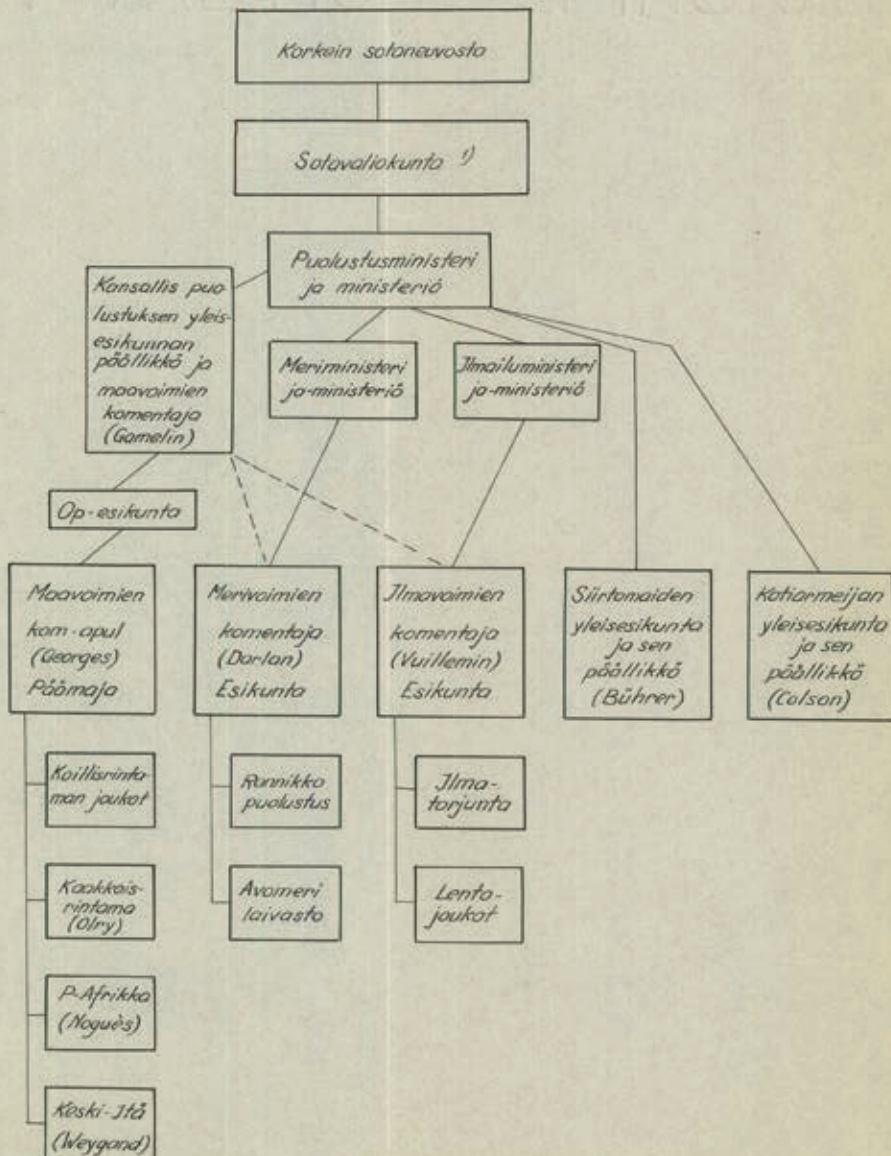 Korkein sotaneuvosto
Sotavaliokunta 1)
Puolustusministeri
ja ministeriö
Kansallis puo-
lustuksen yleis-
esikunnan
päällikkö ja
maavoimien
komentaja
(Gamelin)
Meriministeri
ja-ministeriö
Ilmailuministeri
ja-ministeriö
Op-esikunta
Maavoimien
kom-apul
(Georges)
Päämaja
Merivoimien
komentaja
(Darlan)
Esikunta
Ilmavoimien
komentaja
(Vuillemin)
Esikunta
Siirtomaiden
yleisesikunta
ja sen
päällikkö
(Bührer)
Kotiarmeijan
yleisesikunta
ja sen
päällikkö
(Colson)
Koillisrinta-
man joukot
Kaakkois-
rintama
(Olry)
P-Afrikka
(Noguès)
Keski-Itä
(Weygand)
Rannikko
puolustus
Avomeri
laivasto
Ilma-
torjunta
Lento-
joukot